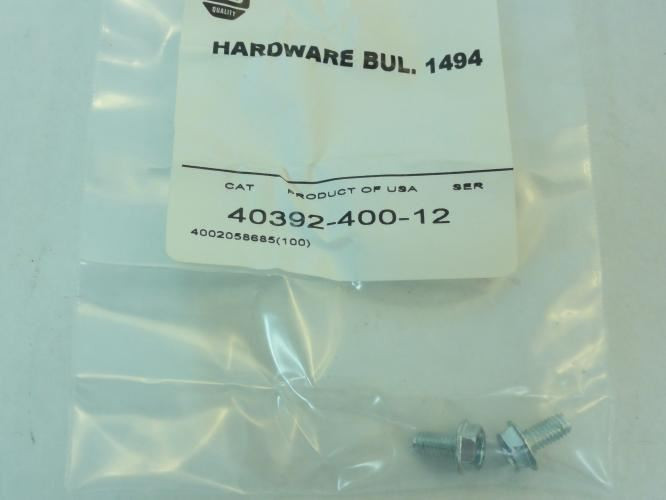 QUALITY
HARDWARE BUL. 1494
CAT PRODUCT OF USA SER
40392-400-12
4002058685(100)